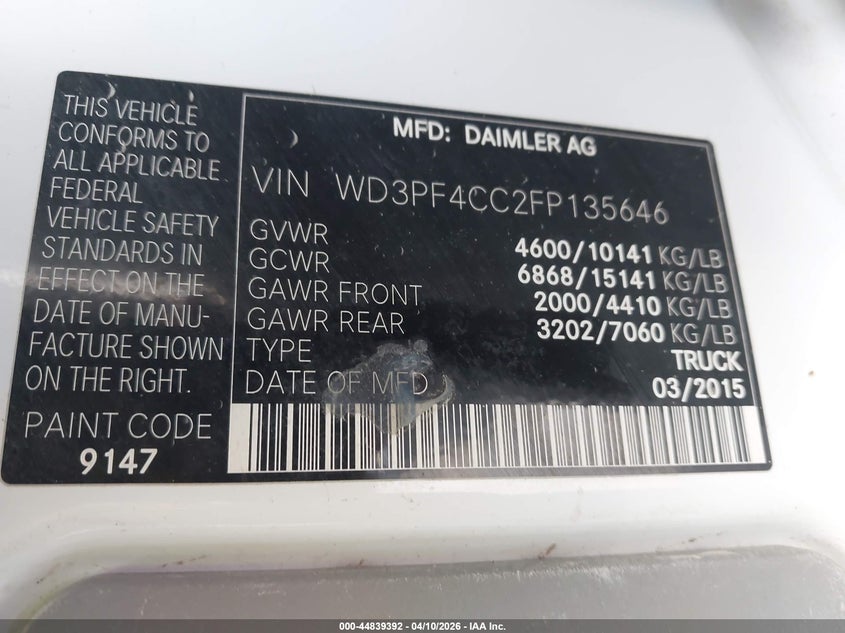 THIS VEHICLE
CONFORMS TO
ALL APPLICABLE
FEDERAL
VEHICLE SAFETY
STANDARDS IN
EFFECT ON THE
DATE OF MANU-
FACTURE SHOWN
ON THE RIGHT.
PAINT CODE
9147
MFD: DAIMLER AG
VIN WD3PF4CC2FP135646
GVWR 4600/10141 KG/LB
GCWR 6868/15141 KG/LB
GAWR FRONT 2000/4410 KG/LB
GAWR REAR 3202/7060 KG/LB
TYPE TRUCK
DATE OF MFD 03/2015
000-44839392 - 04/10/2026 - IAA Inc.